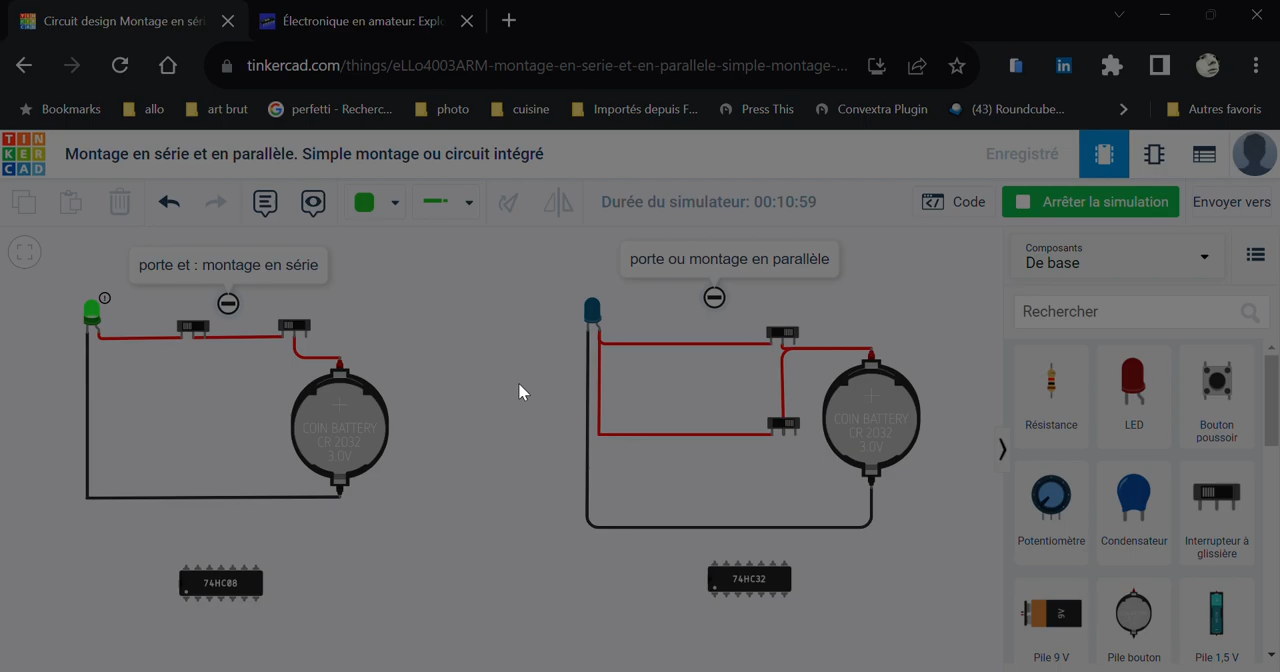 Circuit design Montage en séri
Électronique en amateur: Explo
tinkercad.com/things/eLLo4003ARM-montage-en-serie-et-en-parallele-simple-montage-...
Bookmarks
allo
art brut
perfetti - Recherc...
photo
cuisine
Importés depuis F...
Press This
Convextra Plugin
(43) Roundcube...
Autres favoris
TIN
KER
CAD
Montage en série et en parallèle. Simple montage ou circuit intégré
Enregistré
Durée du simulateur: 00:10:59
Code
Arrêter la simulation
Envoyer vers
porte et : montage en série
porte ou montage en parallèle
COIN BATTERY
CR 2032
3.0V
COIN BATTERY
CR 2032
3.0V
74HC08
74HC32
Composants
De base
Rechercher
Résistance
LED
Bouton
poussoir
Potentiomètre
Condensateur
Interrupteur à
glissière
9V
Pile 9 V
Pile bouton
Pile 1,5 V